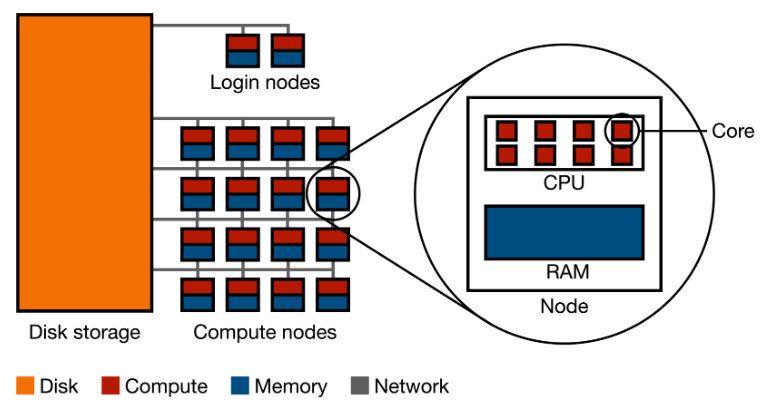 Login nodes
Core
CPU
RAM
Node
Disk storage
Compute nodes
Disk
Compute
Memory
Network